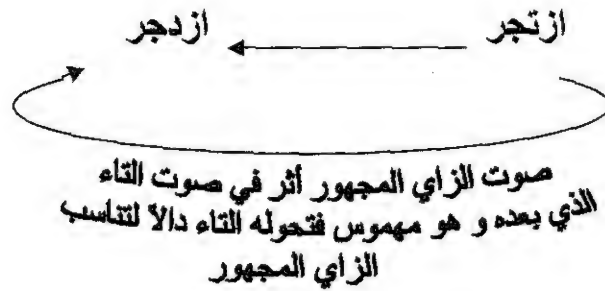 ازتجر ازدجر
صوت الزاي المجهور أثر في صوت التاء
الذي بعده و هو مهموس فتحوله التاء دالاً لتناسب
الزاي المجهور